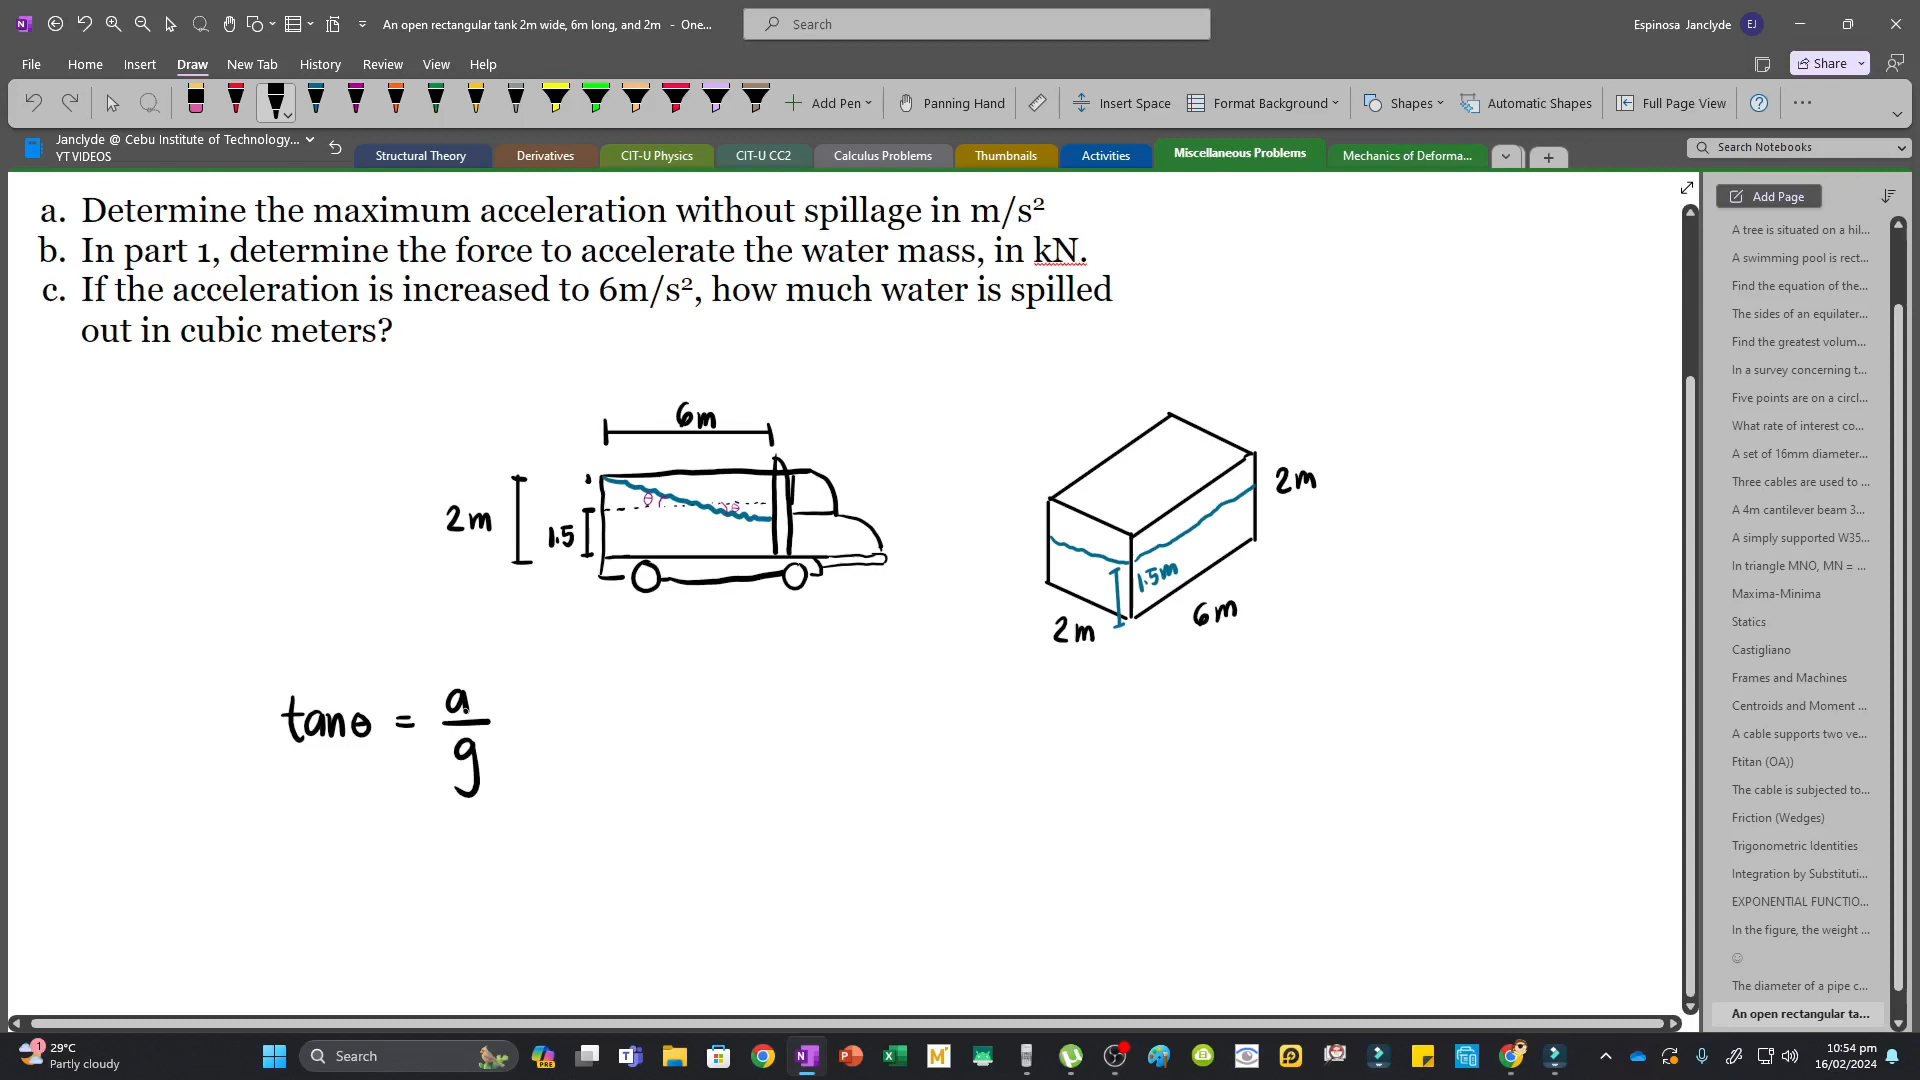 An open rectangular tank 2m wide, 6m long, and 2m - One...
Search
Espinosa Janclyde
EJ
File Home Insert Draw New Tab History Review View Help
Share
Add Pen
Panning Hand
Insert Space
Format Background
Shapes
Automatic Shapes
Full Page View
Janclyde @ Cebu Institute of Technology...
YT VIDEOS
Structural Theory
Derivatives
CIT-U Physics
CIT-U CC2
Calculus Problems
Thumbnails
Activities
Miscellaneous Problems
Mechanics of Deforma...
Search Notebooks
a. Determine the maximum acceleration without spillage in m/s²
b. In part 1, determine the force to accelerate the water mass, in kN.
c. If the acceleration is increased to 6m/s², how much water is spilled
out in cubic meters?
6m
2m
1.5
θ
θ
2m
1.5m
2m
6m
tanθ = a/g
Add Page
A tree is situated on a hil...
A swimming pool is rect...
Find the equation of the...
The sides of an equilater...
Find the greatest volum...
In a survey concerning t...
Five points are on a circl...
What rate of interest co...
A set of 16mm diameter...
Three cables are used to ...
A 4m cantilever beam 3...
A simply supported W35...
In triangle MNO, MN = ...
Maxima-Minima
Statics
Castigliano
Frames and Machines
Centroids and Moment ...
A cable supports two ve...
Ftitan (OA))
The cable is subjected to...
Friction (Wedges)
Trigonometric Identities
Integration by Substituti...
EXPONENTIAL FUNCTIO...
In the figure, the weight ...
The diameter of a pipe c...
An open rectangular ta...
1
29°C
Partly cloudy
Search
PRE
10:54 pm
16/02/2024